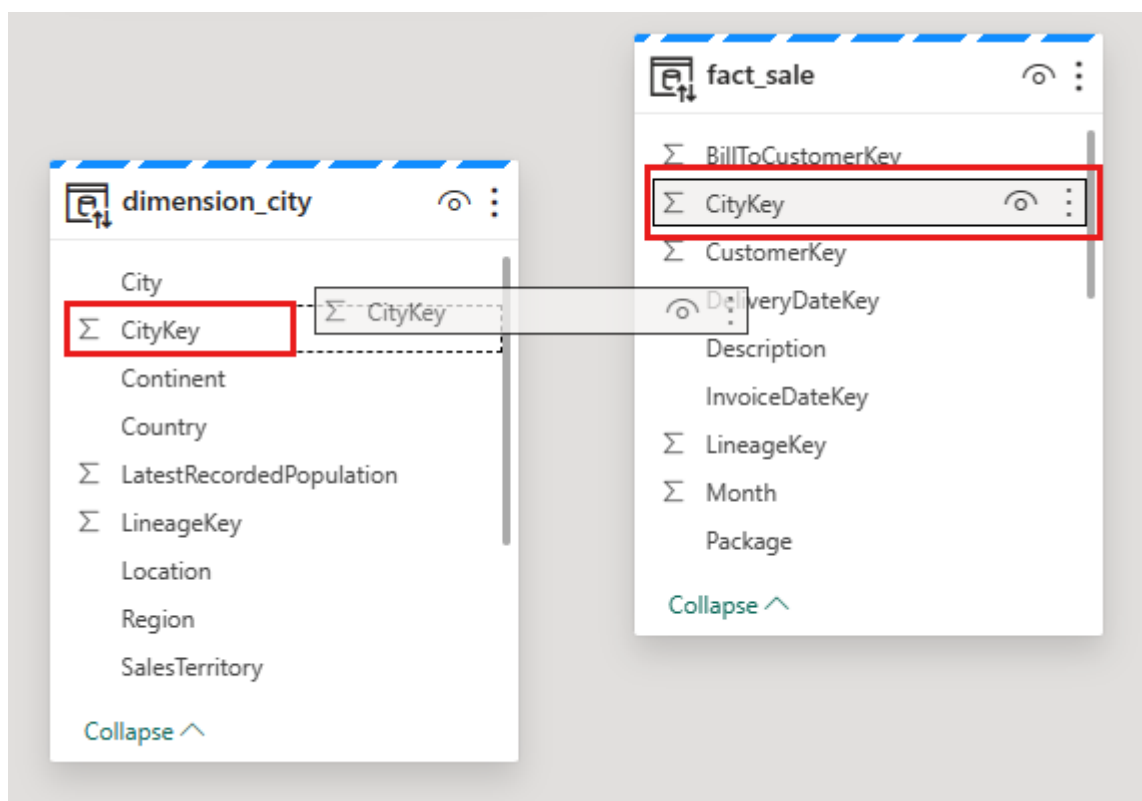 dimension_city
City
Σ CityKey
Continent
Country
Σ LatestRecordedPopulation
Σ LineageKey
Location
Region
SalesTerritory
Collapse
Σ CityKey
fact_sale
Σ BillToCustomerKey
Σ CityKey
Σ CustomerKey
DeliveryDateKey
Description
InvoiceDateKey
Σ LineageKey
Σ Month
Package
Collapse